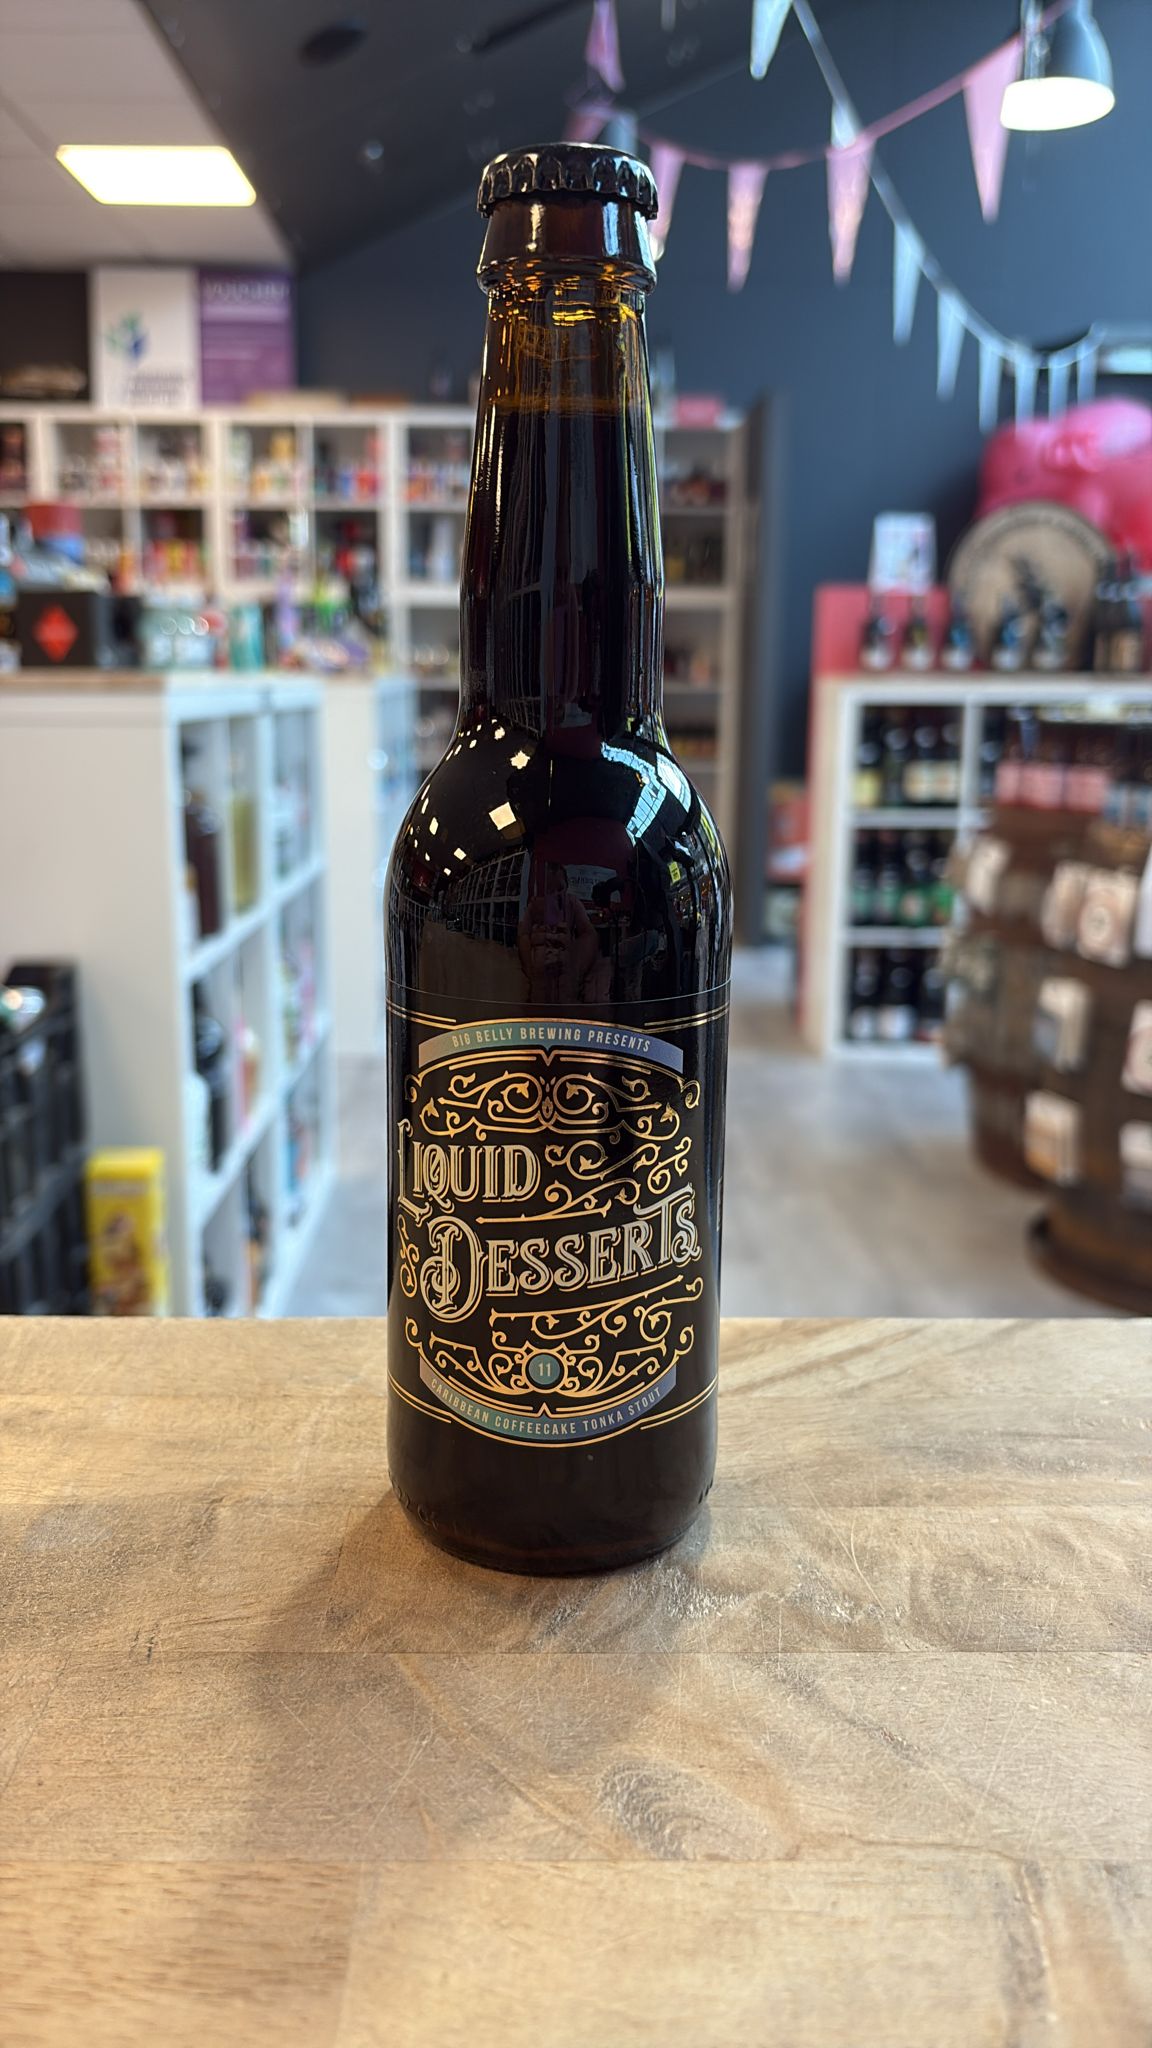 BIG BELLY BREWING PRESENTS
LIQUID
DESSERTS
11
CARIBBEAN COFFEECAKE TONKA STOUT